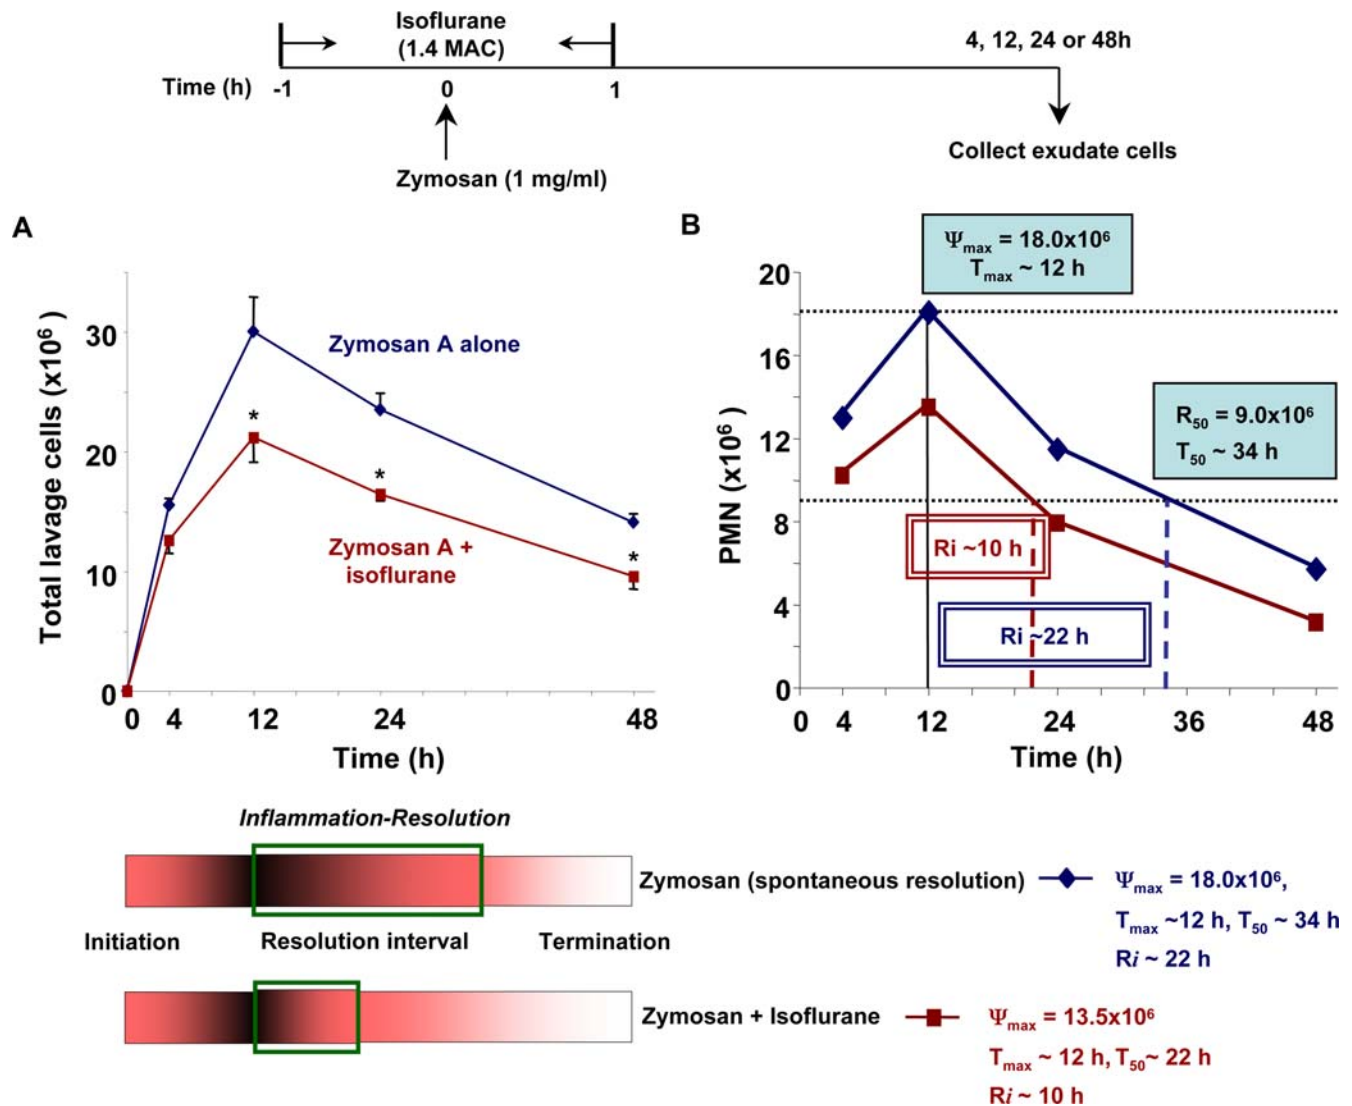 Isoflurane
(1.4 MAC)
4, 12, 24 or 48h
Time (h) -1 0 1
Collect exudate cells
Zymosan (1 mg/ml)
A
Total lavage cells (x10⁶ )
30
20
10
0
Zymosan A alone
*
*
*
Zymosan A +
isoflurane
0 4 12 24 48
Time (h)
B
Ψmax = 18.0x10⁶
Tmax ~ 12 h
PMN (x10⁶ )
20
16
12
8
4
0
R₅₀ = 9.0x10⁶
T₅₀ ~ 34 h
Ri ~10 h
Ri ~22 h
0 4 12 24 36 48
Time (h)
Inflammation-Resolution
Zymosan (spontaneous resolution)
Ψmax = 18.0x10⁶,
Tmax ~12 h, T₅₀ ~ 34 h
Ri ~ 22 h
Initiation Resolution interval Termination
Zymosan + Isoflurane
Ψmax = 13.5x10⁶
Tmax ~ 12 h, T₅₀~ 22 h
Ri ~ 10 h